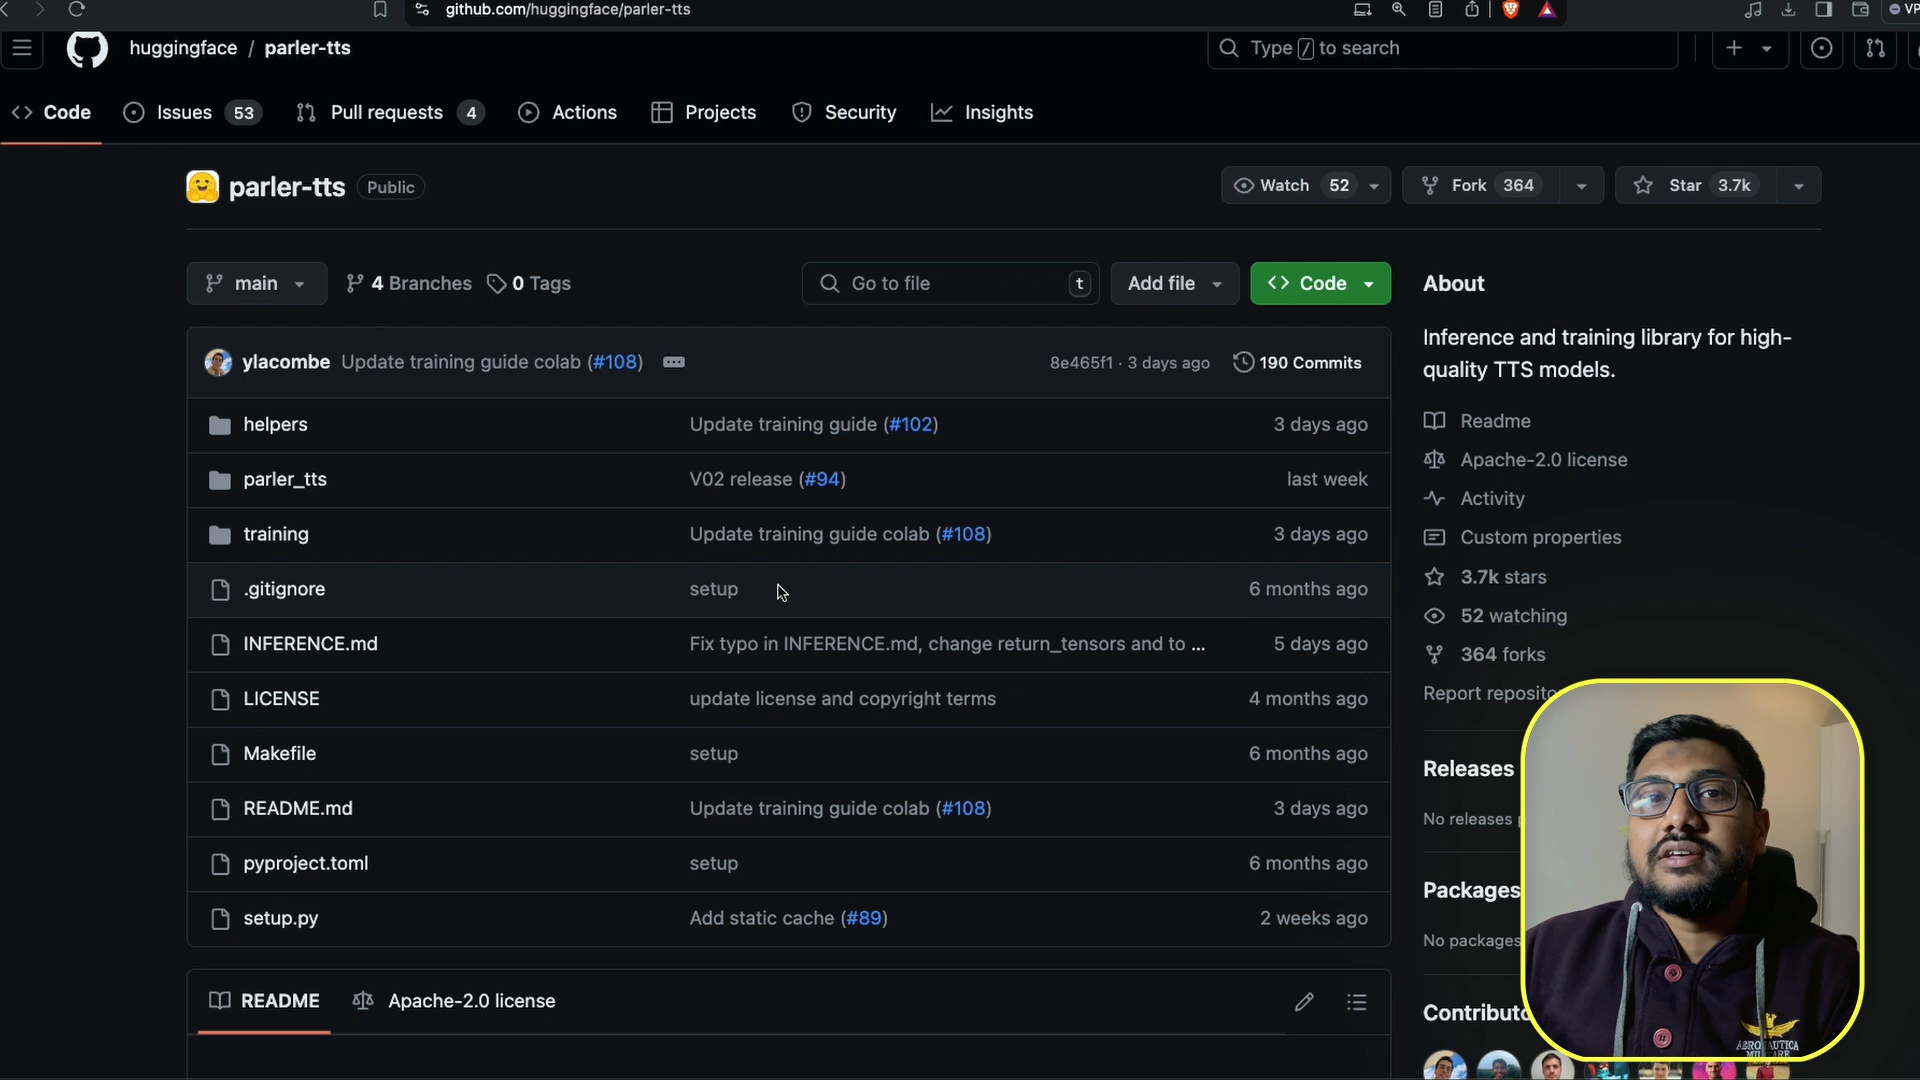 github.com/huggingface/parler-tts
VP
huggingface / parler-tts
Type / to search
Code
Issues 53
Pull requests 4
Actions
Projects
Security
Insights
parler-tts Public
Watch 52
Fork 364
Star 3.7k
main
4 Branches
0 Tags
Go to file t
Add file
Code
About
Inference and training library for high-
quality TTS models.
ylacombe Update training guide colab (#108)
8e465f1 · 3 days ago
190 Commits
helpers Update training guide (#102) 3 days ago
parler_tts V02 release (#94) last week
training Update training guide colab (#108) 3 days ago
.gitignore setup 6 months ago
INFERENCE.md Fix typo in INFERENCE.md, change return_tensors and to ... 5 days ago
LICENSE update license and copyright terms 4 months ago
Makefile setup 6 months ago
README.md Update training guide colab (#108) 3 days ago
pyproject.toml setup 6 months ago
setup.py Add static cache (#89) 2 weeks ago
Readme
Apache-2.0 license
Activity
Custom properties
3.7k stars
52 watching
364 forks
Report reposito
Releases
No releases
Packages
No packages
Contributo
README
Apache-2.0 license
AERONAUTICA
MILITARE